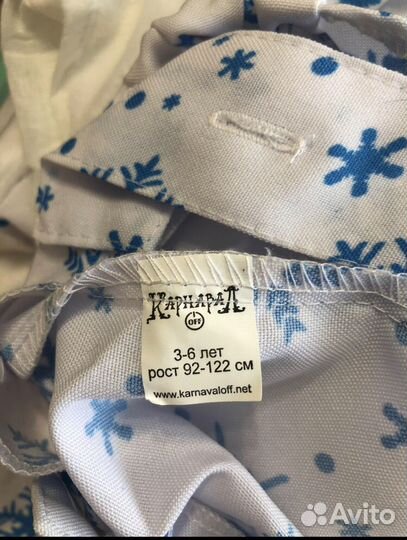 КАРНАВАЛ
OFF
3-6 лет
рост 92-122 см
www.karnavaloff.net
Avito